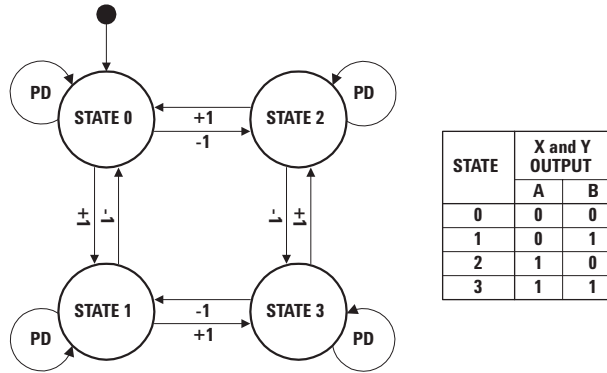 PD
STATE 0
+1
-1
STATE 2
PD
+1
-1
-1
+1
PD
STATE 1
-1
+1
STATE 3
PD
STATE X and Y OUTPUT
A B
0 0 0
1 0 1
2 1 0
3 1 1